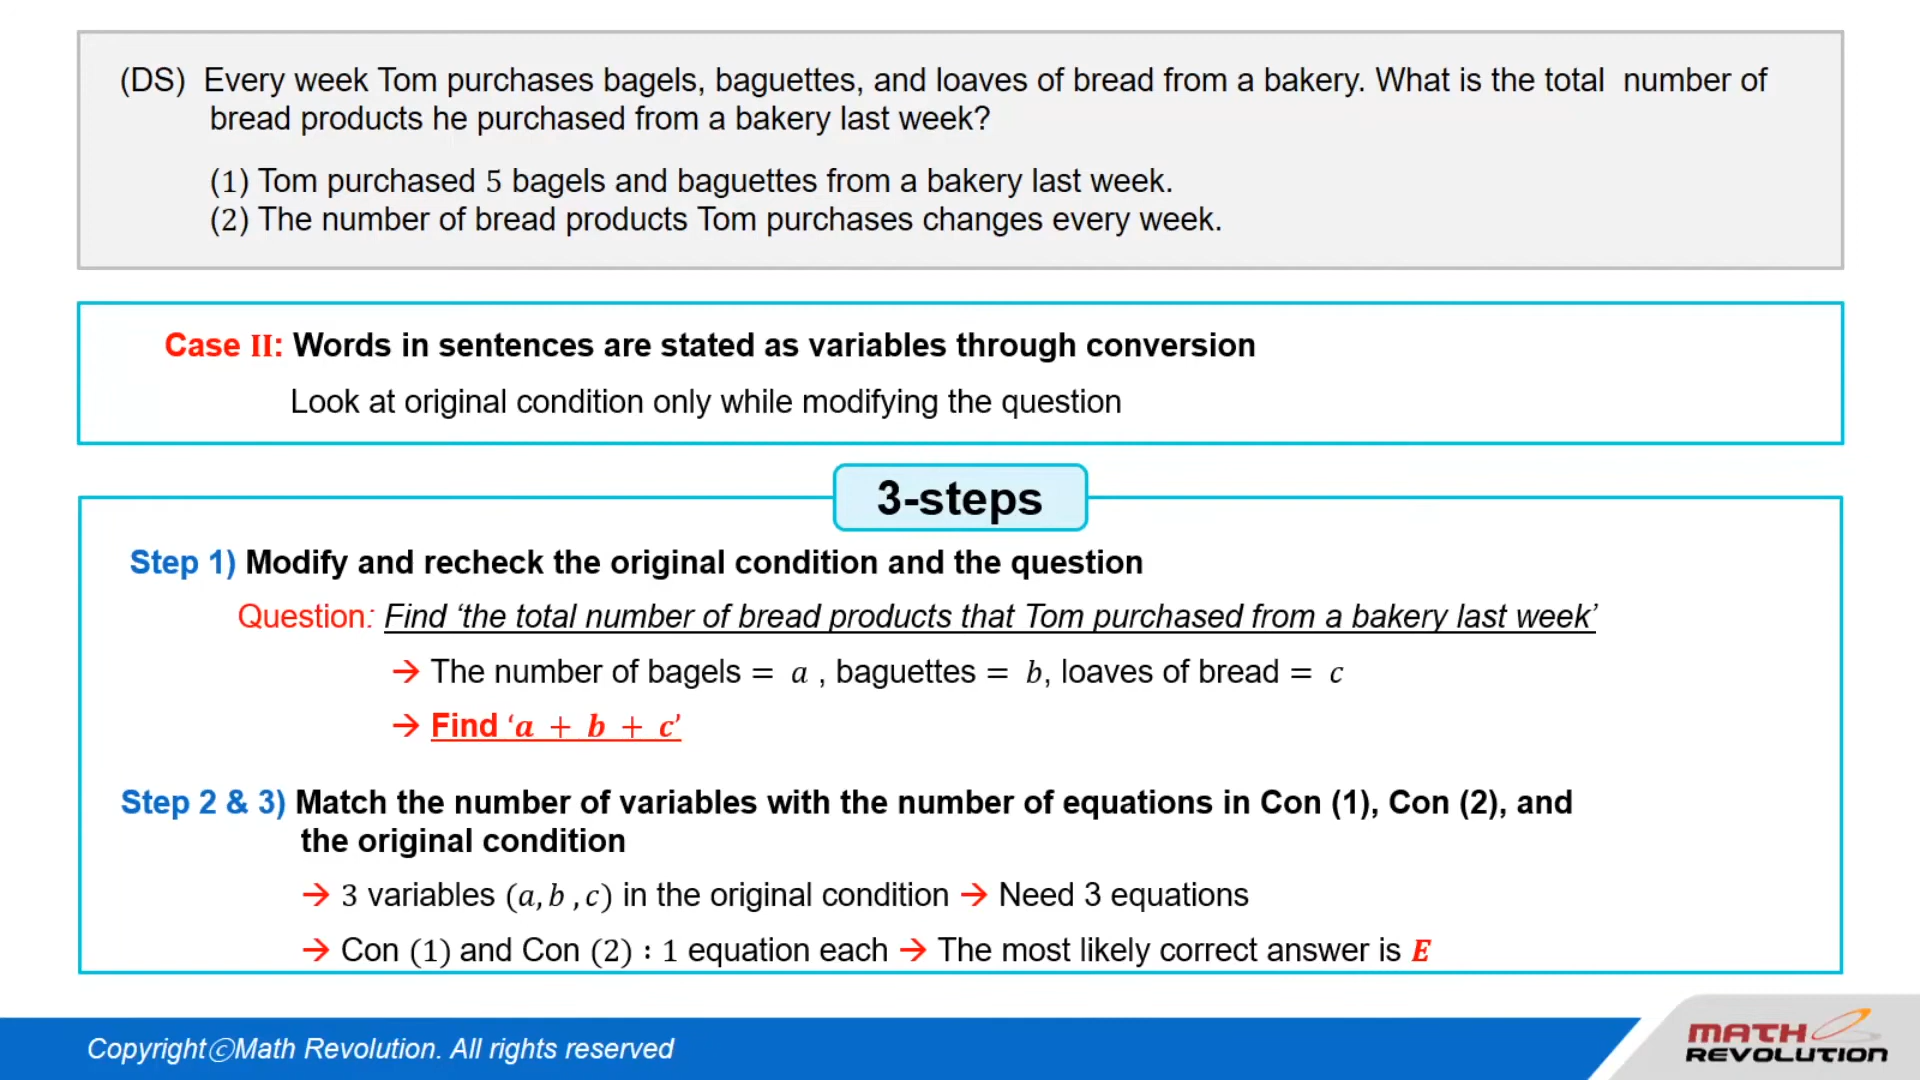 (DS) Every week Tom purchases bagels, baguettes, and loaves of bread from a bakery. What is the total number of
bread products he purchased from a bakery last week?
(1) Tom purchased 5 bagels and baguettes from a bakery last week.
(2) The number of bread products Tom purchases changes every week.
Case II: Words in sentences are stated as variables through conversion
Look at original condition only while modifying the question
3-steps
Step 1) Modify and recheck the original condition and the question
Question: Find ‘the total number of bread products that Tom purchased from a bakery last week’
→ The number of bagels = a , baguettes = b, loaves of bread = c
→ Find ‘a + b + c’
Step 2 & 3) Match the number of variables with the number of equations in Con (1), Con (2), and
the original condition
→ 3 variables (a, b , c) in the original condition → Need 3 equations
→ Con (1) and Con (2) : 1 equation each → The most likely correct answer is E
CopyrightⓒMath Revolution. All rights reserved
MATH
REVOLUTION